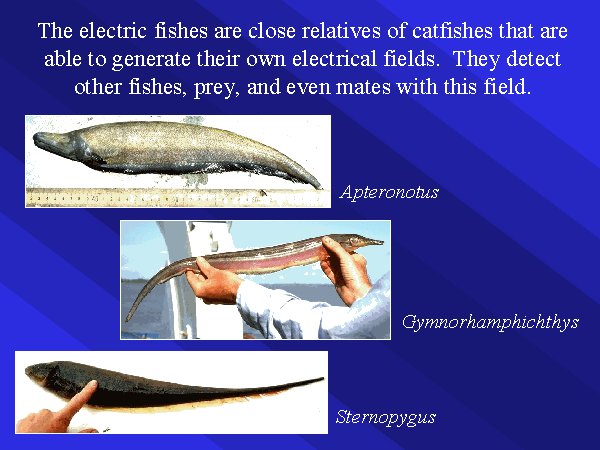 The electric fishes are close relatives of catfishes that are
able to generate their own electrical fields.  They detect
other fishes, prey, and even mates with this field.
Apteronotus
Gymnorhamphichthys
Sternopygus